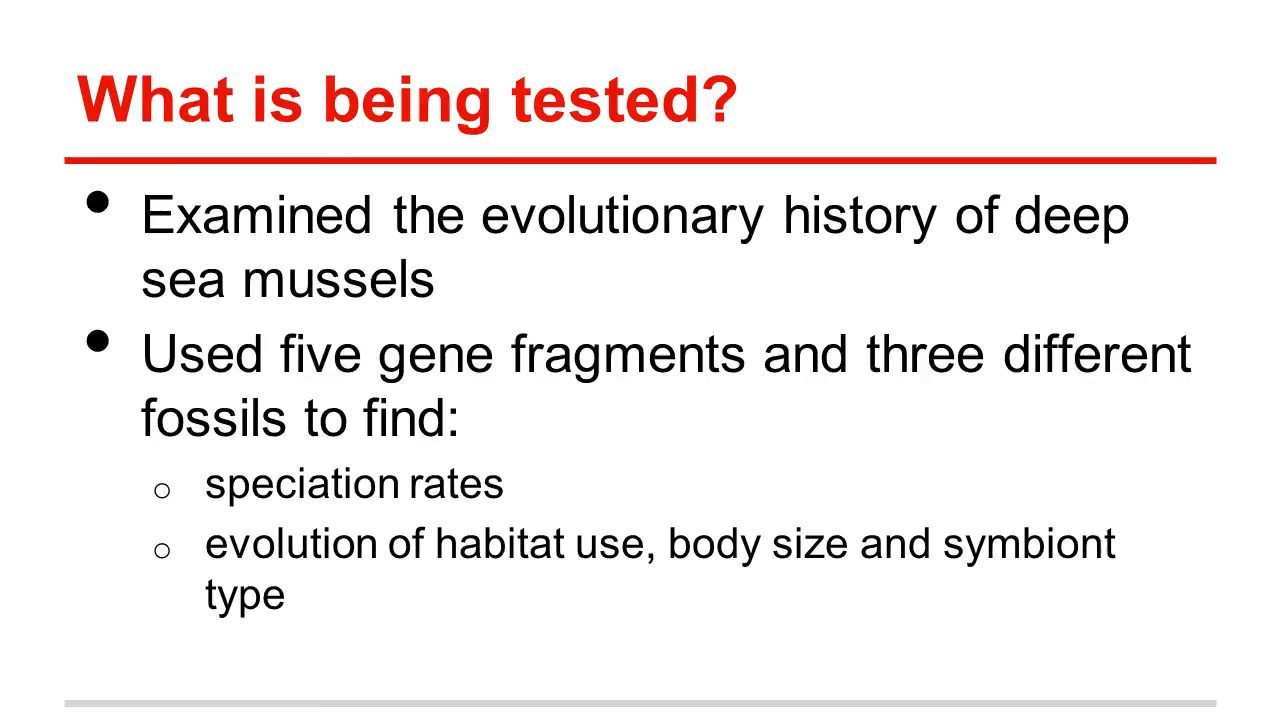 What is being tested?
• Examined the evolutionary history of deep
sea mussels
• Used five gene fragments and three different
fossils to find:
o speciation rates
o evolution of habitat use, body size and symbiont
type